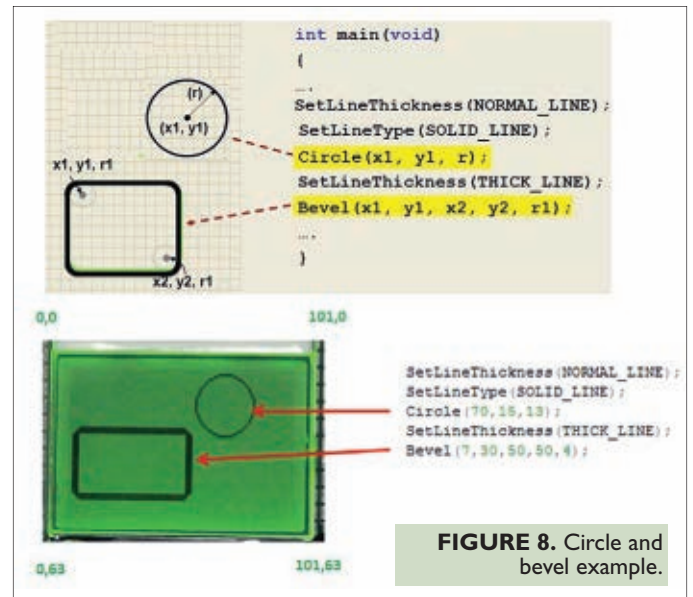 int main(void)
{
....
SetLineThickness(NORMAL_LINE);
SetLineType(SOLID_LINE);
Circle(x1, y1, r);
SetLineThickness(THICK_LINE);
Bevel(x1, y1, x2, y2, r1);
....
}
(r)
(x1, y1)
x1, y1, r1
x2, y2, r1
0,0
101,0
SetLineThickness(NORMAL_LINE);
SetLineType(SOLID_LINE);
Circle(70,15,13);
SetLineThickness(THICK_LINE);
Bevel(7,30,50,50,4);
0,63
101,63
FIGURE 8. Circle and
bevel example.